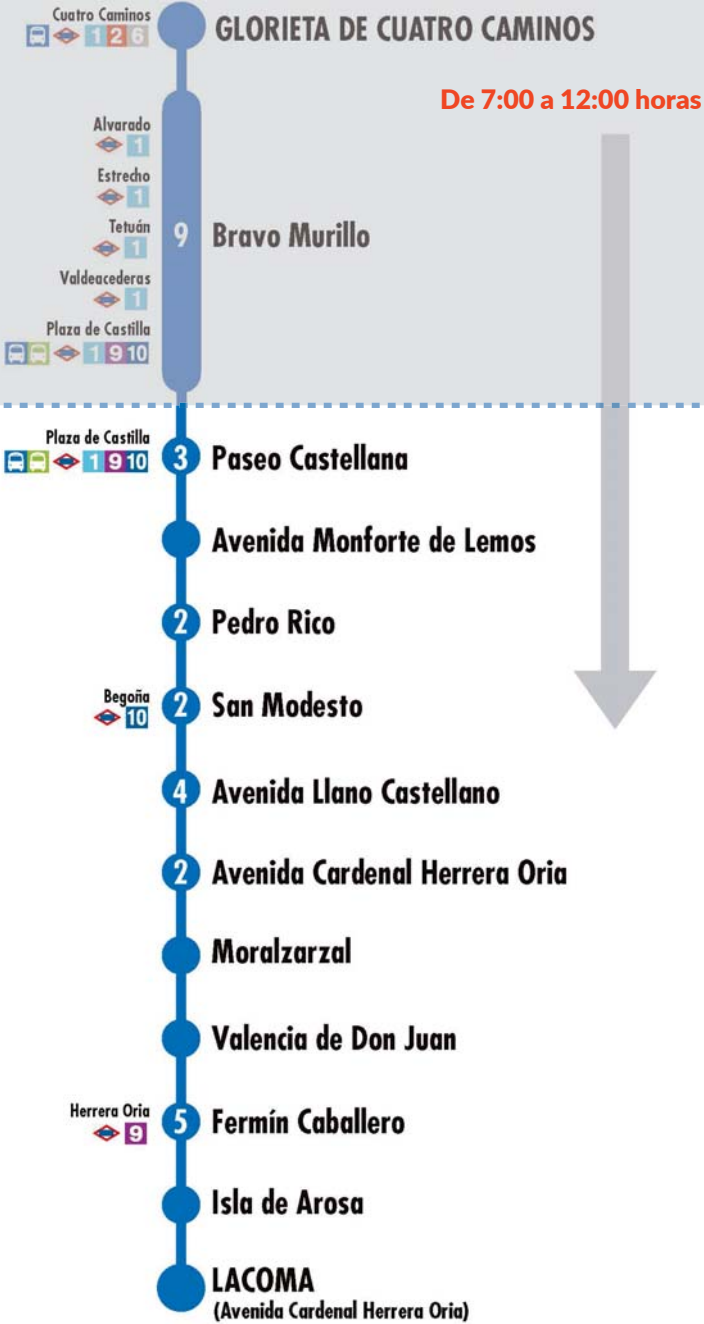 Cuatro Caminos
1 2 6
GLORIETA DE CUATRO CAMINOS
De 7:00 a 12:00 horas
Alvarado
1
Estrecho
1
Tetuán
1
9 Bravo Murillo
Valdeacederas
1
Plaza de Castilla
1 9 10
Plaza de Castilla
1 9 10
3 Paseo Castellana
Avenida Monforte de Lemos
2 Pedro Rico
Begoña
10
2 San Modesto
4 Avenida Llano Castellano
2 Avenida Cardenal Herrera Oria
Moralzarzal
Valencia de Don Juan
Herrera Oria
9
5 Fermín Caballero
Isla de Arosa
LACOMA
(Avenida Cardenal Herrera Oria)